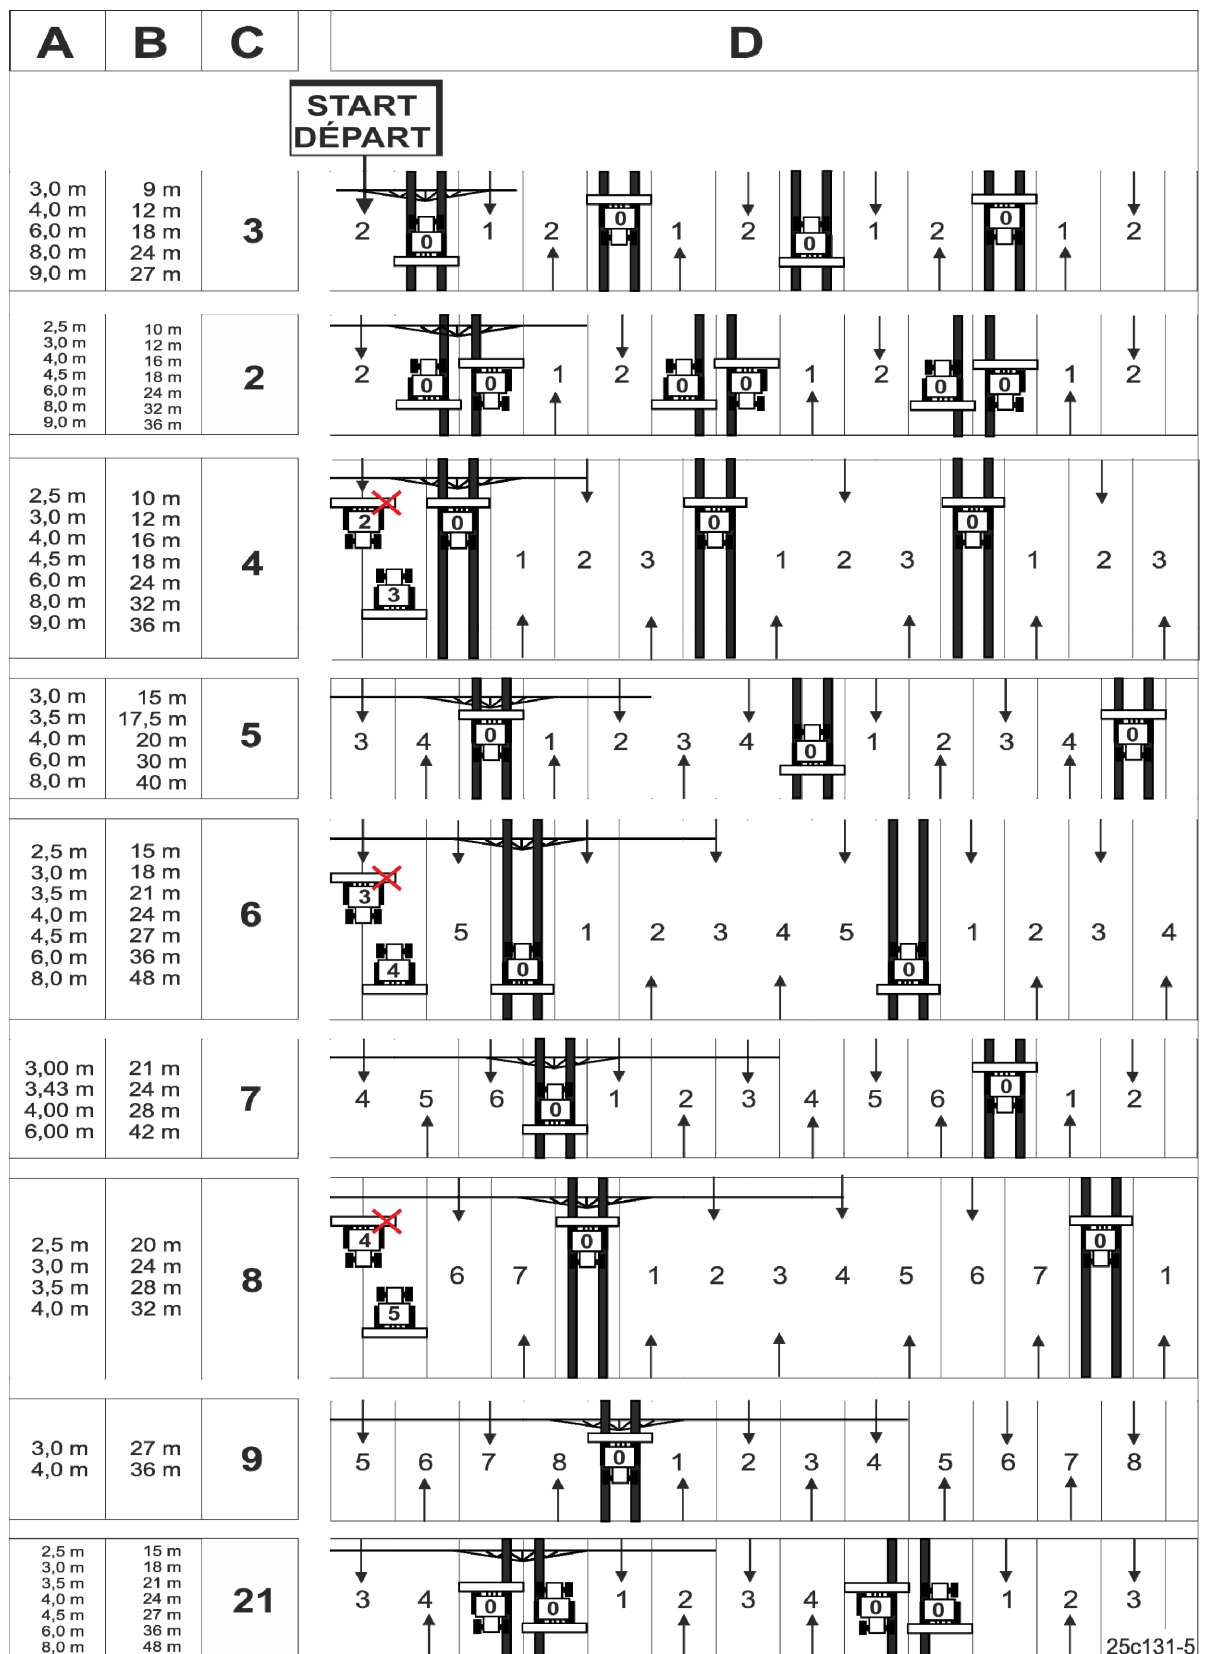 A B C D
START
DÉPART
3,0 m 9 m
4,0 m 12 m
6,0 m 18 m
8,0 m 24 m
9,0 m 27 m
3
2 0 1 2 0 1 2 0 1 2 0 1 2
2,5 m 10 m
3,0 m 12 m
4,0 m 16 m
4,5 m 18 m
6,0 m 24 m
8,0 m 32 m
9,0 m 36 m
2
2 0 0 1 2 0 0 1 2 0 0 1 2
2,5 m 10 m
3,0 m 12 m
4,0 m 16 m
4,5 m 18 m
6,0 m 24 m
8,0 m 32 m
9,0 m 36 m
4
2 0 0 0
1 2 3 1 2 3 1 2 3
3
3,0 m 15 m
3,5 m 17,5 m
4,0 m 20 m
6,0 m 30 m
8,0 m 40 m
5
3 4 0 1 2 3 4 0 1 2 3 4 0
2,5 m 15 m
3,0 m 18 m
3,5 m 21 m
4,0 m 24 m
4,5 m 27 m
6,0 m 36 m
8,0 m 48 m
6
3
5 1 2 3 4 5 1 2 3 4
4 0 0
3,00 m 21 m
3,43 m 24 m
4,00 m 28 m
6,00 m 42 m
7
4 5 6 0 1 2 3 4 5 6 0 1 2
2,5 m 20 m
3,0 m 24 m
3,5 m 28 m
4,0 m 32 m
8
4 0 0
6 7 1 2 3 4 5 6 7 1
5
3,0 m 27 m
4,0 m 36 m
9
5 6 7 8 0 1 2 3 4 5 6 7 8
2,5 m 15 m
3,0 m 18 m
3,5 m 21 m
4,0 m 24 m
4,5 m 27 m
6,0 m 36 m
8,0 m 48 m
21
3 4 0 0 1 2 3 4 0 0 1 2 3
25c131-5